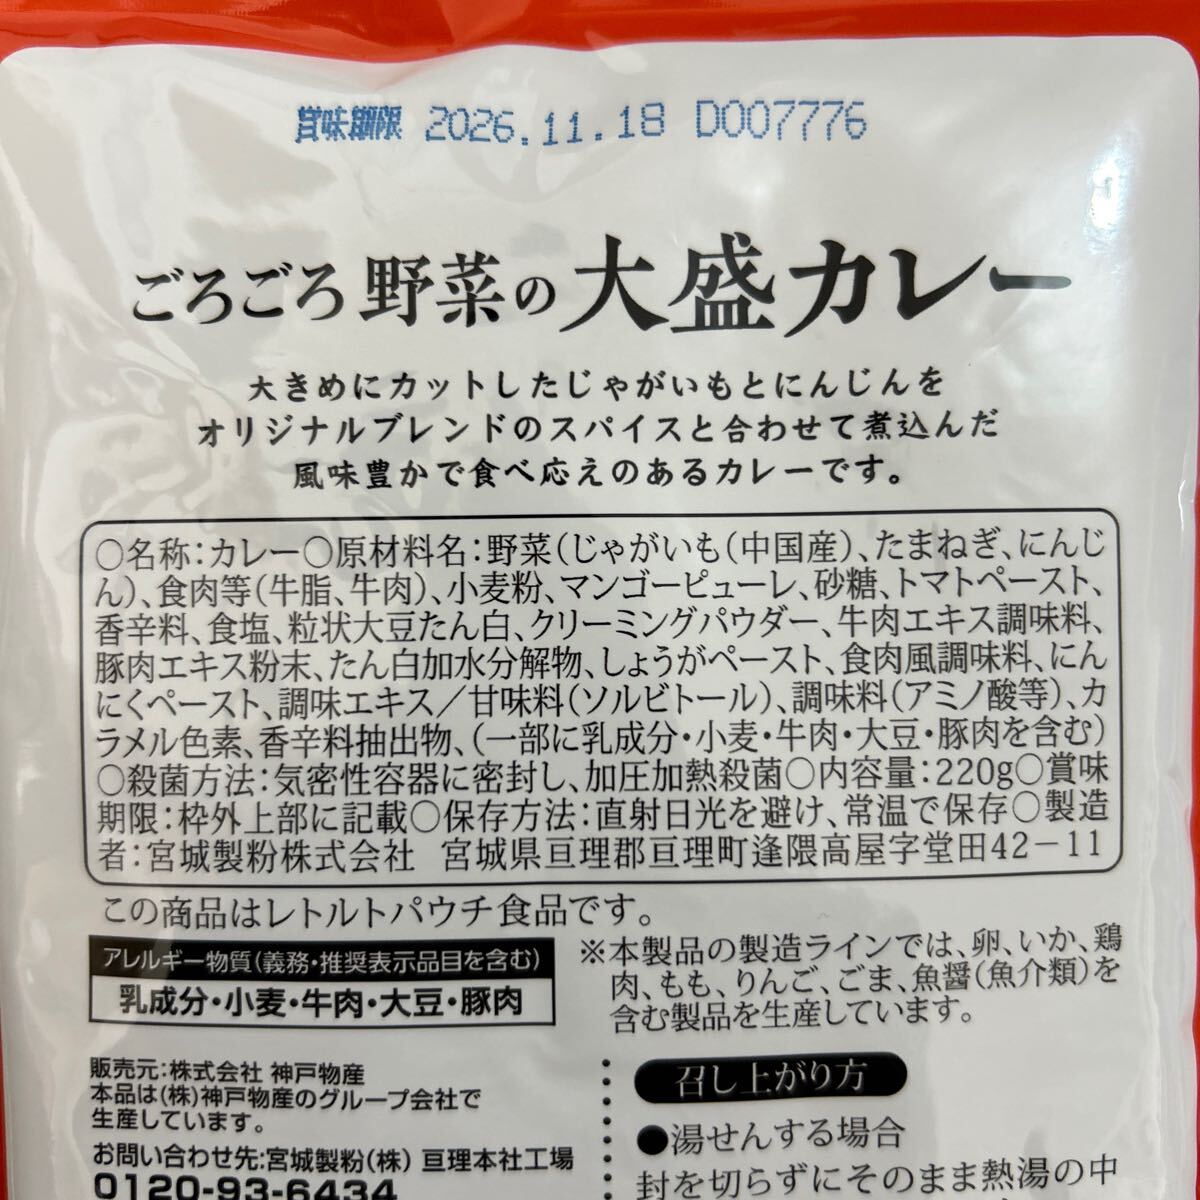 賞味期限 2026.11.18 D007776
ごろごろ野菜の大盛カレー
大きめにカットしたじゃがいもとにんじんを
オリジナルブレンドのスパイスと合わせて煮込んだ
風味豊かで食べ応えのあるカレーです。
○名称:カレー○原材料名:野菜(じゃがいも(中国産)、たまねぎ、にんじ
ん)、食肉等(牛脂、牛肉)、小麦粉、マンゴーピューレ、砂糖、トマトペースト、
香辛料、食塩、粒状大豆たん白、クリーミングパウダー、牛肉エキス調味料、
豚肉エキス粉末、たん白加水分解物、しょうがペースト、食肉風調味料、にん
にくペースト、調味エキス/甘味料(ソルビトール)、調味料(アミノ酸等)、カ
ラメル色素、香辛料抽出物、(一部に乳成分・小麦・牛肉・大豆・豚肉を含む)
○殺菌方法:気密性容器に密封し、加圧加熱殺菌○内容量:220g○賞味
期限:枠外上部に記載○保存方法:直射日光を避け、常温で保存○製造
者:宮城製粉株式会社 宮城県亘理郡亘理町逢隈高屋字堂田42-11
この商品はレトルトパウチ食品です。
アレルギー物質(義務・推奨表示品目を含む)
乳成分・小麦・牛肉・大豆・豚肉
※本製品の製造ラインでは、卵、いか、鶏
肉、もも、りんご、ごま、魚醤(魚介類)を
含む製品を生産しています。
販売元:株式会社 神戸物産
本品は(株)神戸物産のグループ会社で
生産しています。
お問い合わせ先:宮城製粉(株) 亘理本社工場
0120-93-6434
召し上がり方
●湯せんする場合
封を切らずにそのまま熱湯の中